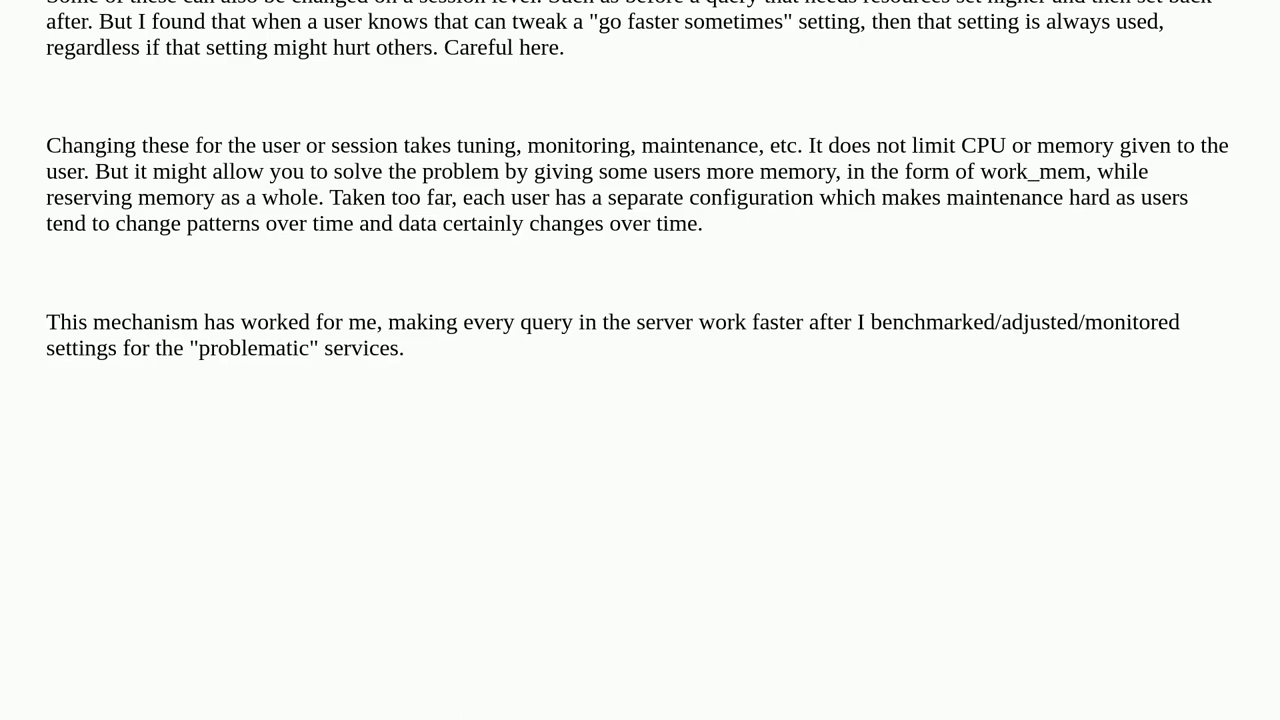 after. But I found that when a user knows that can tweak a "go faster sometimes" setting, then that setting is always used,
regardless if that setting might hurt others. Careful here.
Changing these for the user or session takes tuning, monitoring, maintenance, etc. It does not limit CPU or memory given to the
user. But it might allow you to solve the problem by giving some users more memory, in the form of work_mem, while
reserving memory as a whole. Taken too far, each user has a separate configuration which makes maintenance hard as users
tend to change patterns over time and data certainly changes over time.
This mechanism has worked for me, making every query in the server work faster after I benchmarked/adjusted/monitored
settings for the "problematic" services.